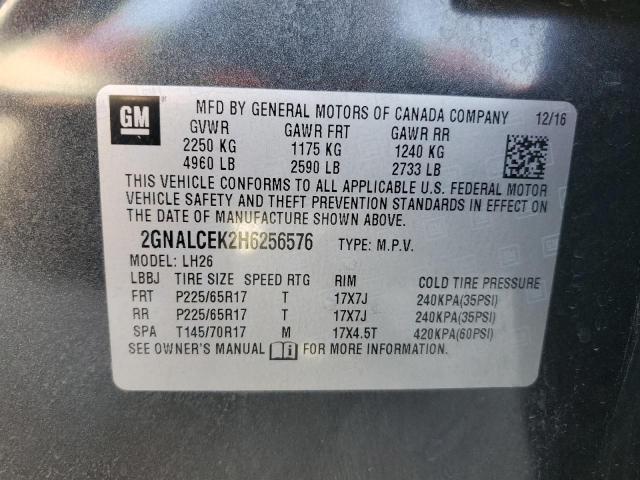 GM MFD BY GENERAL MOTORS OF CANADA COMPANY 12/16
GVWR GAWR FRT GAWR RR
2250 KG 1175 KG 1240 KG
4960 LB 2590 LB 2733 LB
THIS VEHICLE CONFORMS TO ALL APPLICABLE U.S. FEDERAL MOTOR
VEHICLE SAFETY AND THEFT PREVENTION STANDARDS IN EFFECT ON
THE DATE OF MANUFACTURE SHOWN ABOVE.
2GNALCEK2H6256576 TYPE: M.P.V.
MODEL: LH26
LBBJ TIRE SIZE SPEED RTG RIM COLD TIRE PRESSURE
FRT P225/65R17 T 17X7J 240KPA(35PSI)
RR P225/65R17 T 17X7J 240KPA(35PSI)
SPA T145/70R17 M 17X4.5T 420KPA(60PSI)
SEE OWNER'S MANUAL FOR MORE INFORMATION.